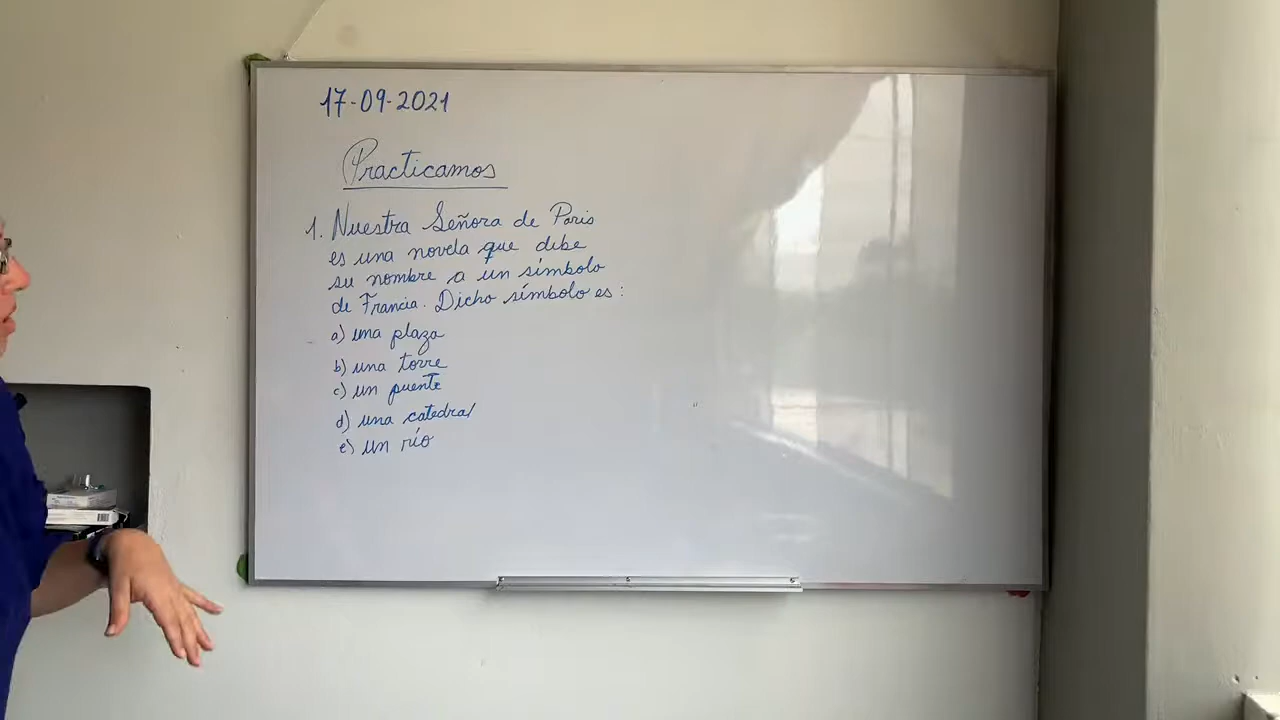 17-09-2021
Practicamos
1. Nuestra Señora de Paris
es una novela que debe
su nombre a un símbolo
de Francia. Dicho símbolo es:
a) una plaza
b) una torre
c) un puente
d) una catedral
e) un río